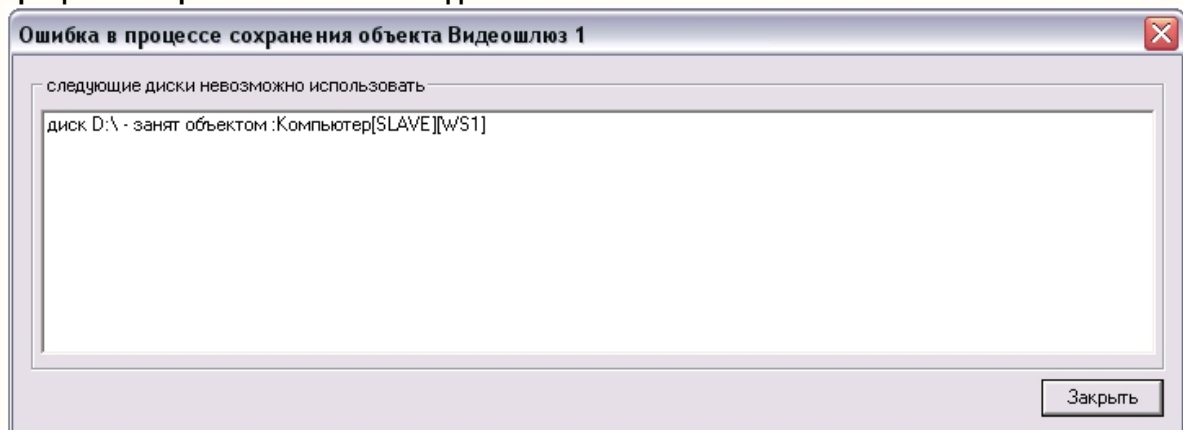 Ошибка в процессе сохранения объекта Видеошлюз 1
следующие диски невозможно использовать
диск D:\ - занят объектом :Компьютер[SLAVE][WS1]
Закрыть